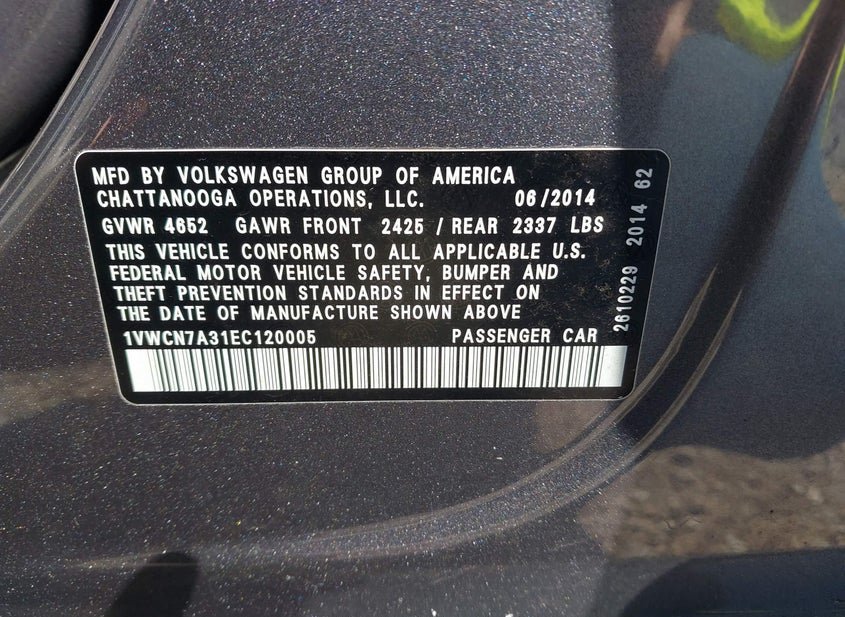 MFD BY VOLKSWAGEN GROUP OF AMERICA
CHATTANOOGA OPERATIONS, LLC. 06/2014
GVWR 4652 GAWR FRONT 2425 / REAR 2337 LBS
THIS VEHICLE CONFORMS TO ALL APPLICABLE U.S.
FEDERAL MOTOR VEHICLE SAFETY, BUMPER AND
THEFT PREVENTION STANDARDS IN EFFECT ON
THE DATE OF MANUFACTURE SHOWN ABOVE
1VWCN7A31EC120005 PASSENGER CAR
2610229 2014 62